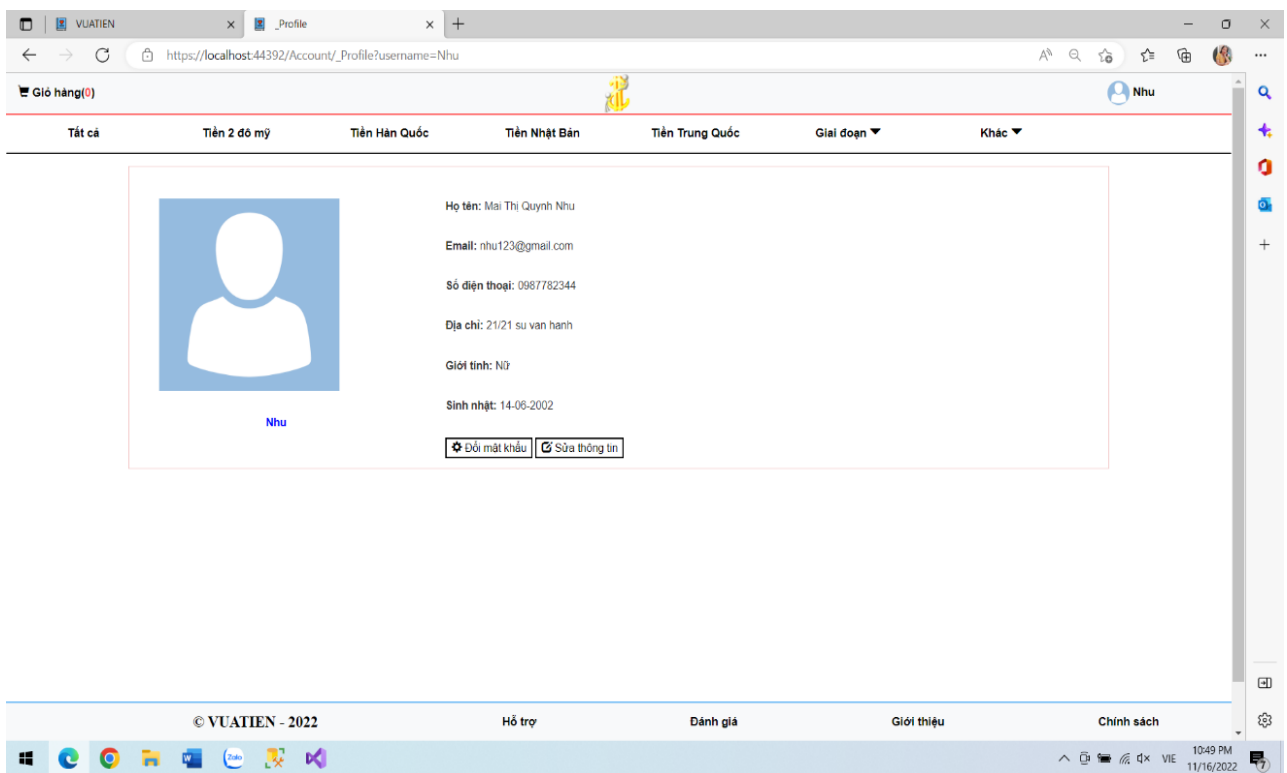 VUATIEN
_Profile
https://localhost:44392/Account/_Profile?username=Nhu
Giỏ hàng(0)
Nhu
Tất cả Tiền 2 đô mỹ Tiền Hàn Quốc Tiền Nhật Bản Tiền Trung Quốc Giai đoạn Khác
Họ tên: Mai Thị Quynh Nhu
Email: nhu123@gmail.com
Số điện thoại: 0987782344
Địa chỉ: 21/21 su van hanh
Giới tính: Nữ
Sinh nhật: 14-06-2002
Nhu
Đổi mật khẩu Sửa thông tin
© VUATIEN - 2022 Hỗ trợ Đánh giá Giới thiệu Chính sách
Zalo
VIE
10:49 PM
11/16/2022
7